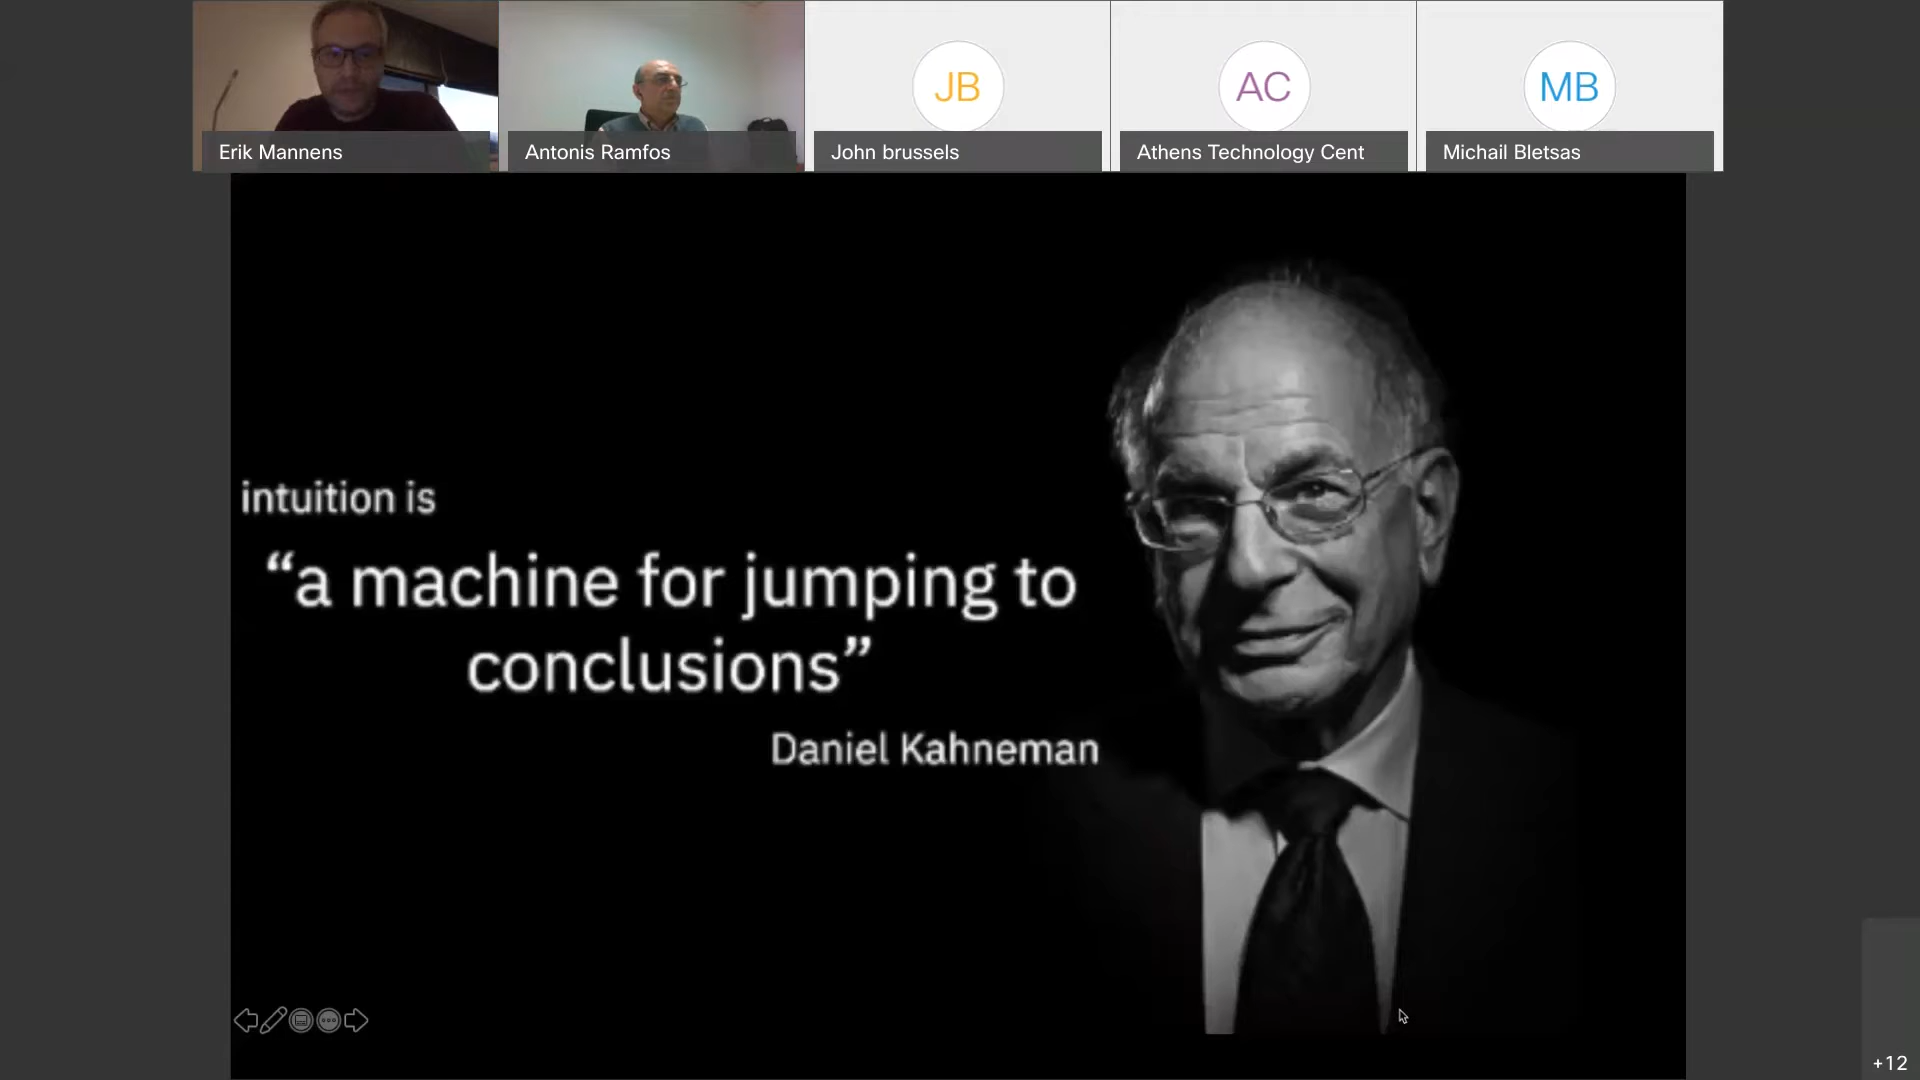 JB
AC
MB
Erik Mannens
Antonis Ramfos
John brussels
Athens Technology Cent
Michail Bletsas
intuition is
“a machine for jumping to
conclusions”
Daniel Kahneman
+12